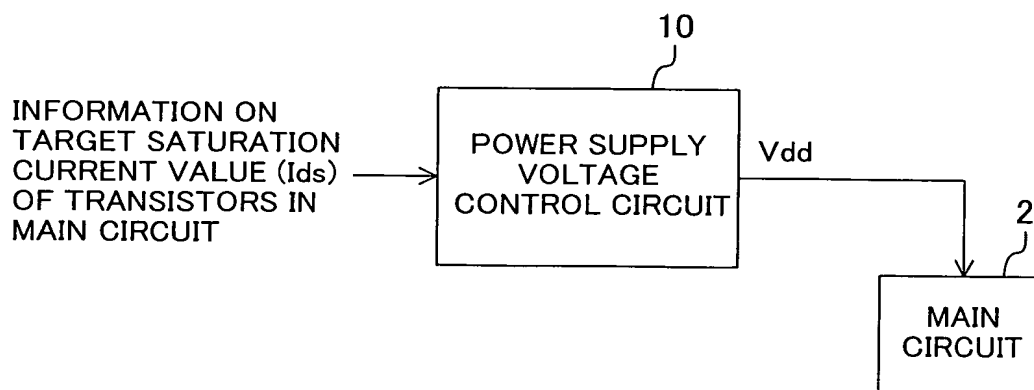 10
INFORMATION ON
TARGET SATURATION
CURRENT VALUE (Ids)
OF TRANSISTORS IN
MAIN CIRCUIT
POWER SUPPLY
VOLTAGE
CONTROL CIRCUIT
Vdd
2
MAIN
CIRCUIT